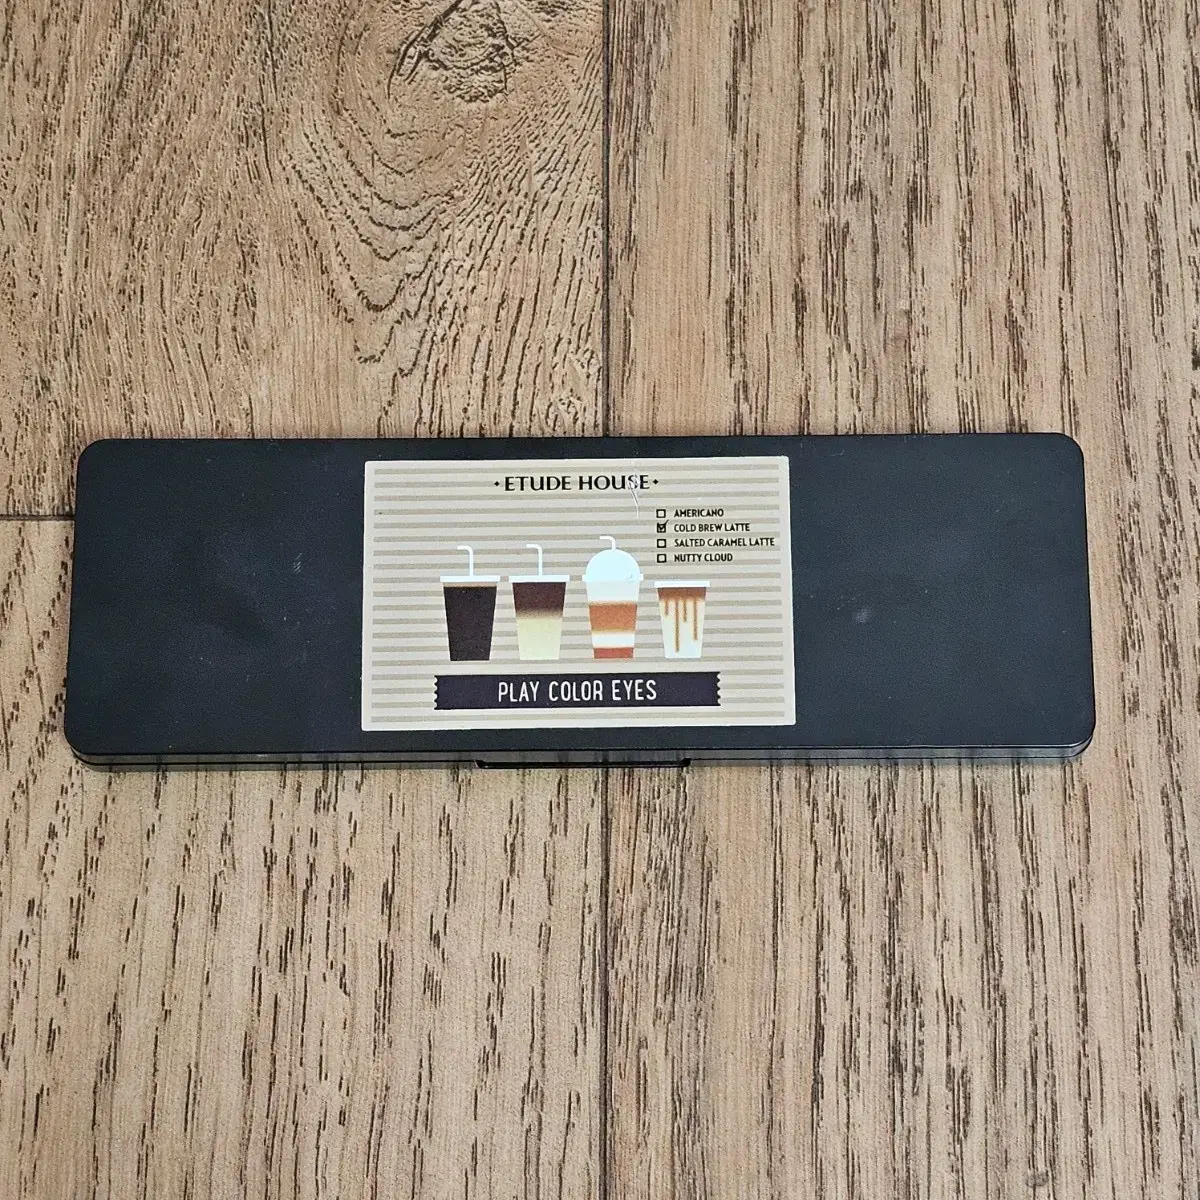 ETUDE HOUSE
AMERICANO
COLD BREW LATTE
SALTED CARAMEL LATTE
NUTTY CLOUD
PLAY COLOR EYES